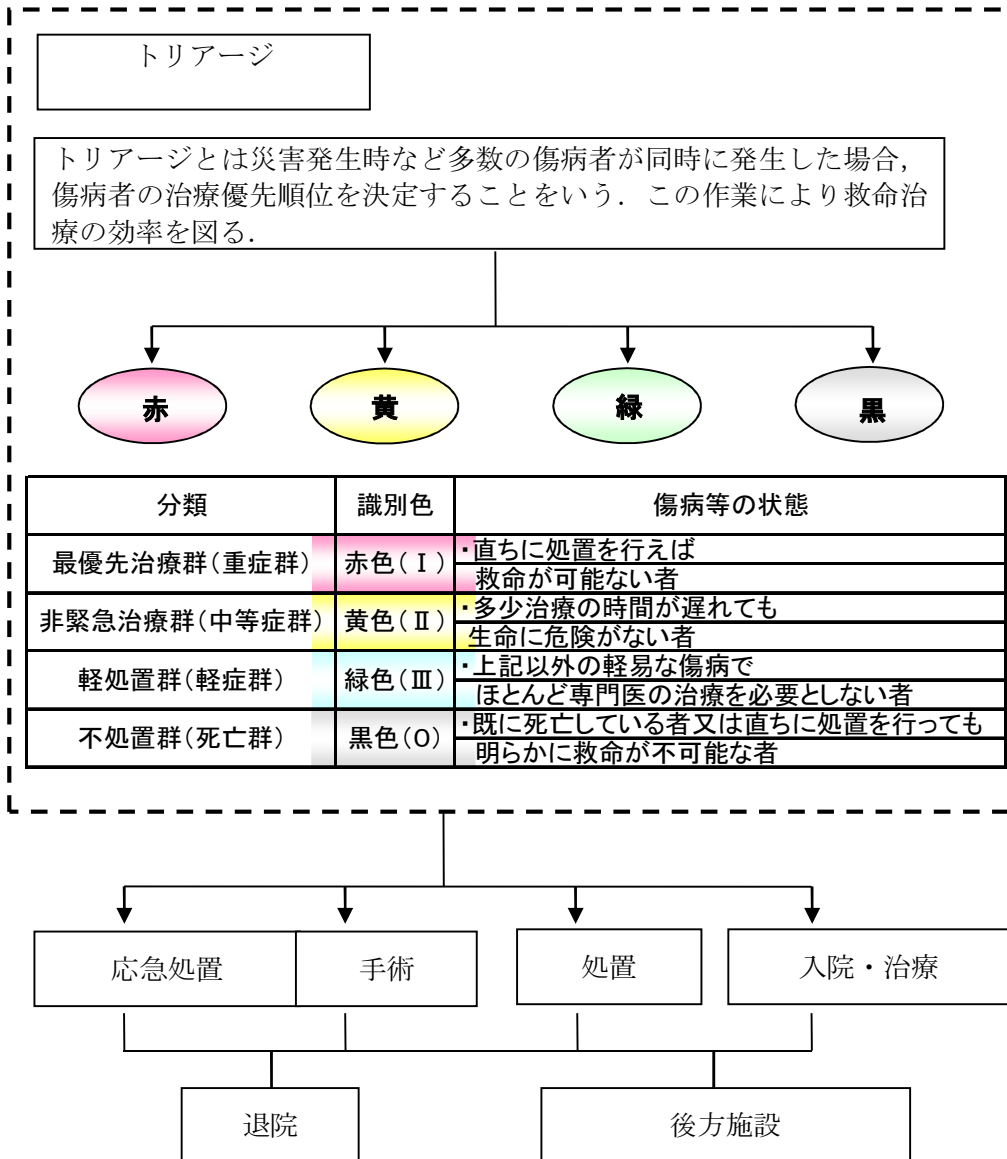 トリアージ
トリアージとは災害発生時など多数の傷病者が同時に発生した場合，
傷病者の治療優先順位を決定することをいう．この作業により救命治
療の効率を図る．
赤 黄 緑 黒
分類 識別色 傷病等の状態
最優先治療群(重症群) 赤色(Ⅰ) ・直ちに処置を行えば
救命が可能ない者
非緊急治療群(中等症群) 黄色(Ⅱ) ・多少治療の時間が遅れても
生命に危険がない者
軽処置群(軽症群) 緑色(Ⅲ) ・上記以外の軽易な傷病で
ほとんど専門医の治療を必要としない者
不処置群(死亡群) 黒色(0) ・既に死亡している者又は直ちに処置を行っても
明らかに救命が不可能な者
応急処置 手術 処置 入院・治療
退院 後方施設